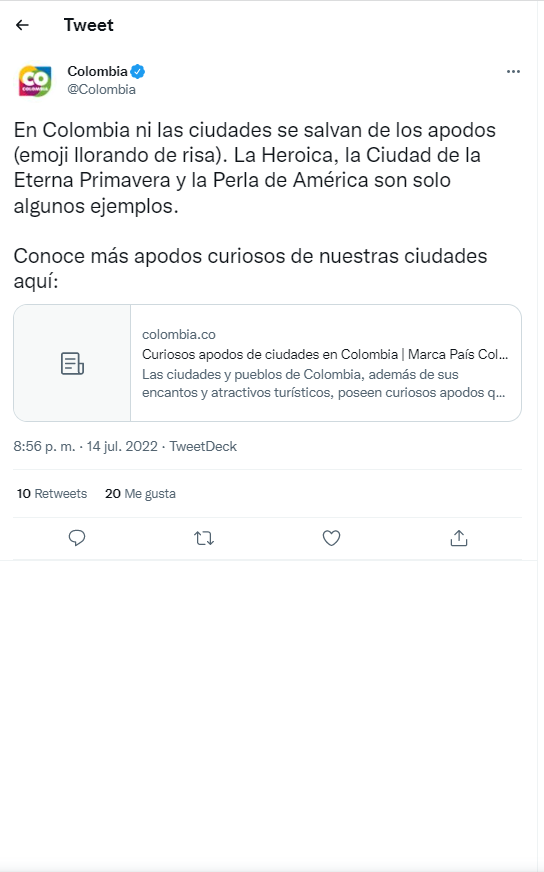 Tweet
CO
COLOMBIA
Colombia
@Colombia
En Colombia ni las ciudades se salvan de los apodos
(emoji llorando de risa). La Heroica, la Ciudad de la
Eterna Primavera y la Perla de América son solo
algunos ejemplos.
Conoce más apodos curiosos de nuestras ciudades
aquí:
colombia.co
Curiosos apodos de ciudades en Colombia | Marca País Col...
Las ciudades y pueblos de Colombia, además de sus
encantos y atractivos turísticos, poseen curiosos apodos q...
8:56 p. m. · 14 jul. 2022 · TweetDeck
10 Retweets 20 Me gusta